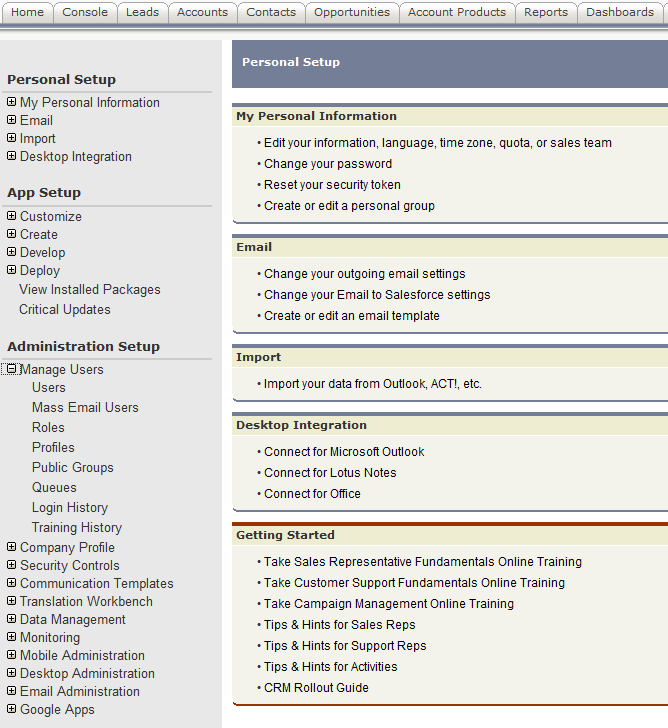 Home Console Leads Accounts Contacts Opportunities Account Products Reports Dashboards
Personal Setup
My Personal Information
Email
Import
Desktop Integration
App Setup
Customize
Create
Develop
Deploy
View Installed Packages
Critical Updates
Administration Setup
Manage Users
Users
Mass Email Users
Roles
Profiles
Public Groups
Queues
Login History
Training History
Company Profile
Security Controls
Communication Templates
Translation Workbench
Data Management
Monitoring
Mobile Administration
Desktop Administration
Email Administration
Google Apps
Personal Setup
My Personal Information
• Edit your information, language, time zone, quota, or sales team
• Change your password
• Reset your security token
• Create or edit a personal group
Email
• Change your outgoing email settings
• Change your Email to Salesforce settings
• Create or edit an email template
Import
• Import your data from Outlook, ACT!, etc.
Desktop Integration
• Connect for Microsoft Outlook
• Connect for Lotus Notes
• Connect for Office
Getting Started
• Take Sales Representative Fundamentals Online Training
• Take Customer Support Fundamentals Online Training
• Take Campaign Management Online Training
• Tips & Hints for Sales Reps
• Tips & Hints for Support Reps
• Tips & Hints for Activities
• CRM Rollout Guide